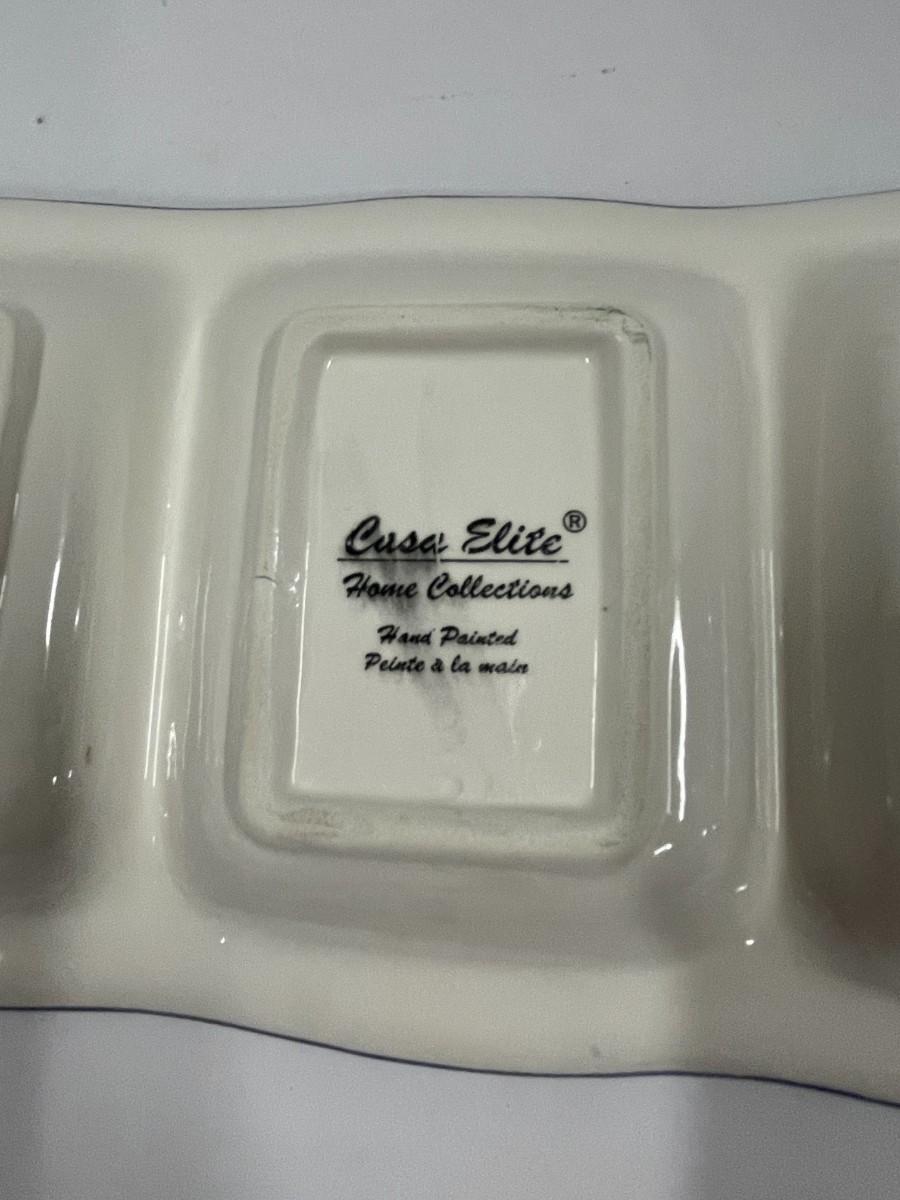 Casa Elite®
Home Collections
Hand Painted
Peinte à la main